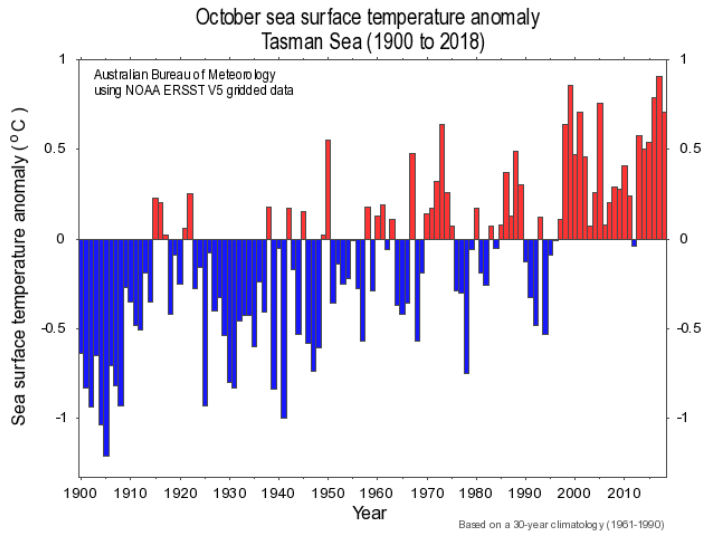 October sea surface temperature anomaly
Tasman Sea (1900 to 2018)
Australian Bureau of Meteorology
using NOAA ERSST V5 gridded data
Sea surface temperature anomaly (°C)
1
0.5
0
-0.5
-1
1
0.5
0
-0.5
-1
1900 1910 1920 1930 1940 1950 1960 1970 1980 1990 2000 2010
Year
Based on a 30-year climatology (1961-1990)